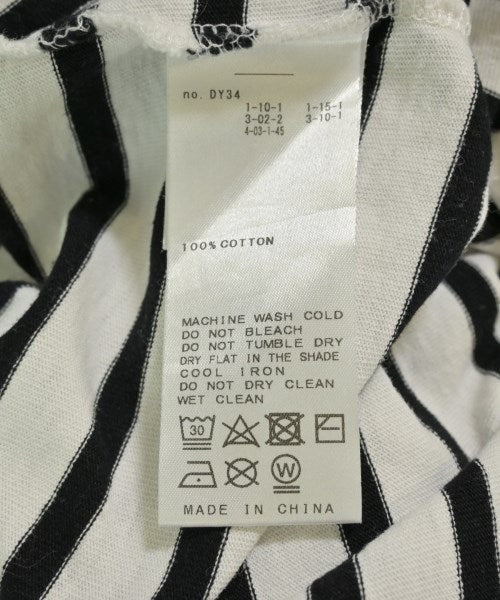 no. DY34
1-10-1 1-15-1
3-02-2 3-10-1
4-03-1-45
100% COTTON
MACHINE WASH COLD
DO NOT BLEACH
DO NOT TUMBLE DRY
DRY FLAT IN THE SHADE
COOL IRON
DO NOT DRY CLEAN
WET CLEAN
30
W
MADE IN CHINA